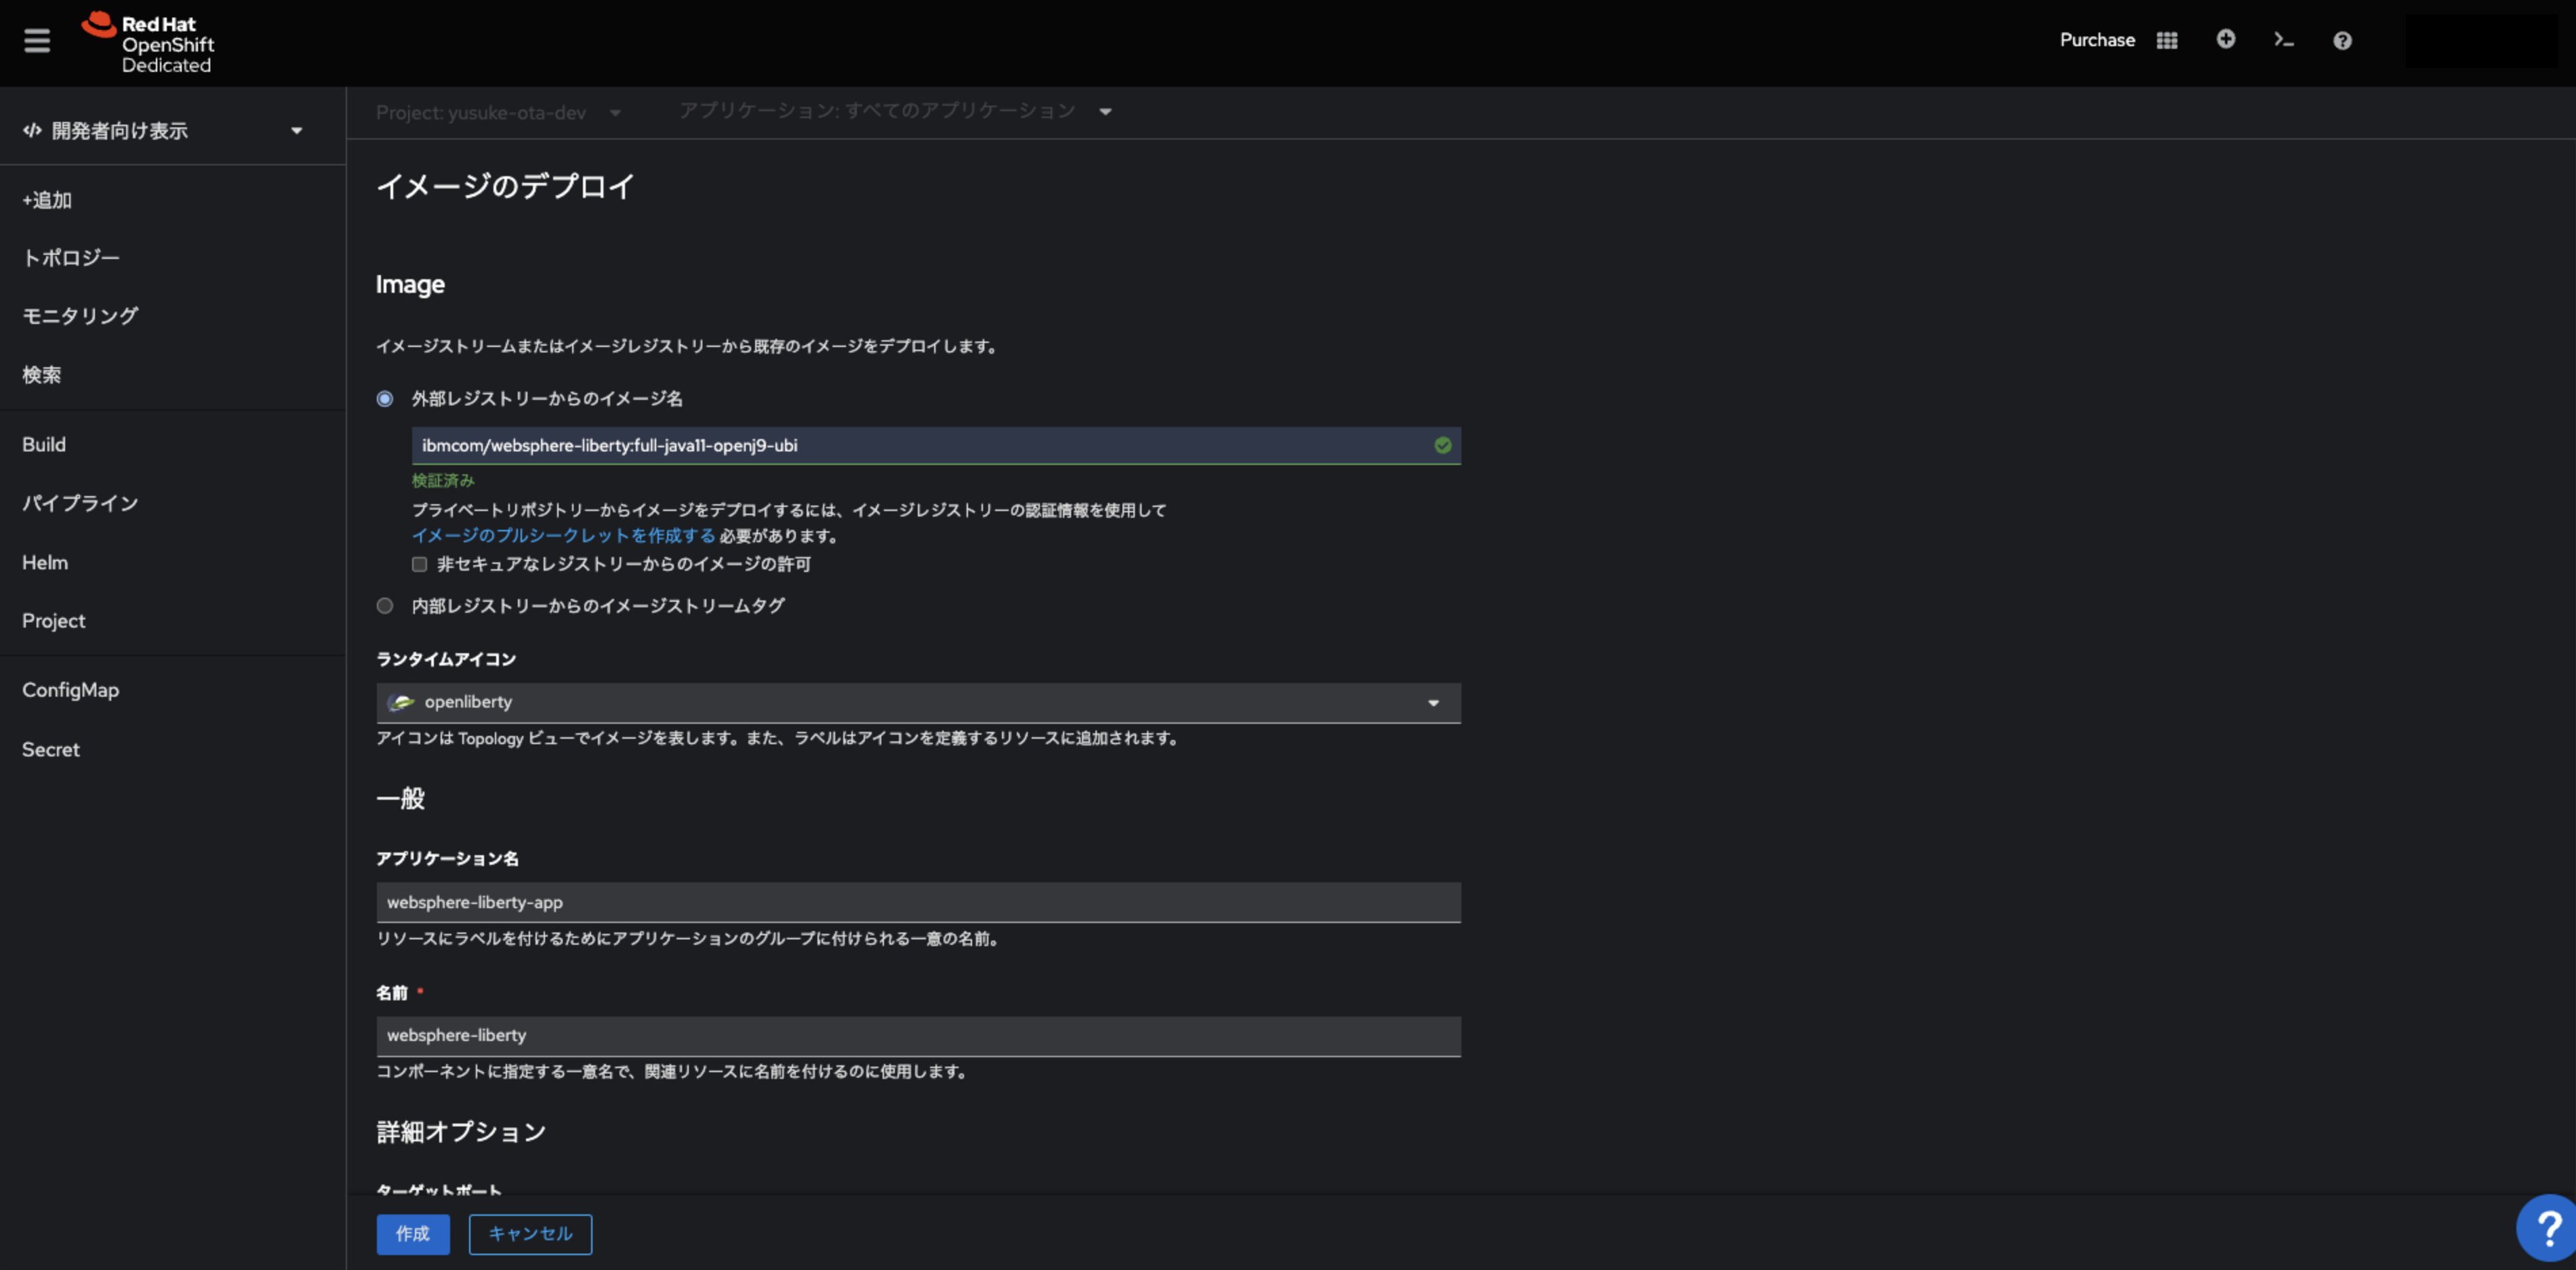 Red Hat
OpenShift
Dedicated
Purchase
開発者向け表示
+追加
トポロジー
モニタリング
検索
Build
パイプライン
Helm
Project
ConfigMap
Secret
Project: yusuke-ota-dev
アプリケーション: すべてのアプリケーション
イメージのデプロイ
Image
イメージストリームまたはイメージレジストリーから既存のイメージをデプロイします。
外部レジストリーからのイメージ名
ibmcom/websphere-liberty:full-java11-openj9-ubi
検証済み
プライベートリポジトリーからイメージをデプロイするには、イメージレジストリーの認証情報を使用して
イメージのプルシークレットを作成する 必要があります。
非セキュアなレジストリーからのイメージの許可
内部レジストリーからのイメージストリームタグ
ランタイムアイコン
openliberty
アイコンは Topology ビューでイメージを表します。また、ラベルはアイコンを定義するリソースに追加されます。
一般
アプリケーション名
websphere-liberty-app
リソースにラベルを付けるためにアプリケーションのグループに付けられる一意の名前。
名前 *
websphere-liberty
コンポーネントに指定する一意名で、関連リソースに名前を付けるのに使用します。
詳細オプション
ターゲットポート
作成
キャンセル